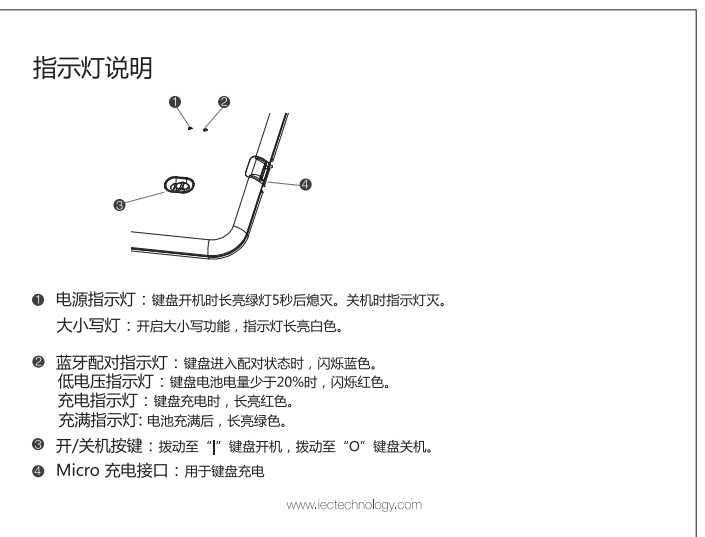 指示灯说明
❶ ❷
❸ ❹
❶ 电源指示灯：键盘开机时长亮绿灯5秒后熄灭。关机时指示灯灭。
大小写灯：开启大小写功能，指示灯长亮白色。
❷ 蓝牙配对指示灯：键盘进入配对状态时，闪烁蓝色。
低电压指示灯：键盘电池电量少于20%时，闪烁红色。
充电指示灯：键盘充电时，长亮红色。
充满指示灯: 电池充满后，长亮绿色。
❸ 开/关机按键：拨动至“|”键盘开机，拨动至“O”键盘关机。
❹ Micro 充电接口：用于键盘充电
www.iectechnology.com